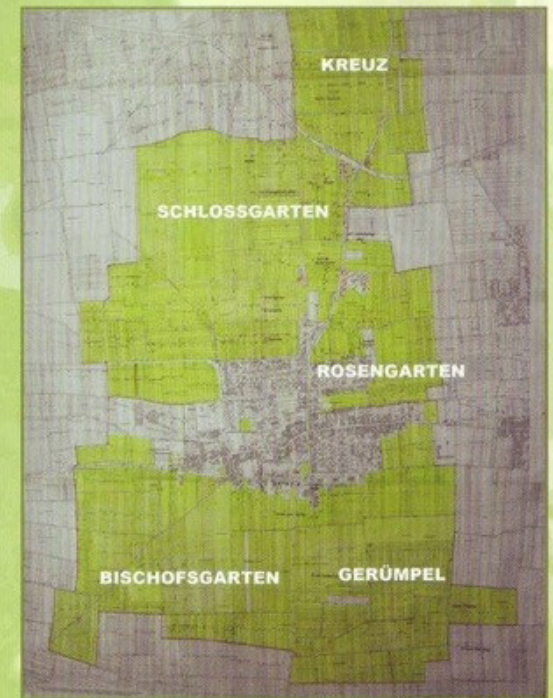 KREUZ
SCHLOSSGARTEN
ROSENGARTEN
BISCHOFSGARTEN
GERÜMPEL